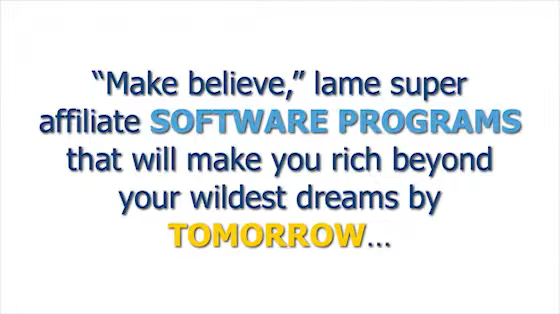 “Make believe,” lame super
affiliate SOFTWARE PROGRAMS
that will make you rich beyond
your wildest dreams by
TOMORROW...